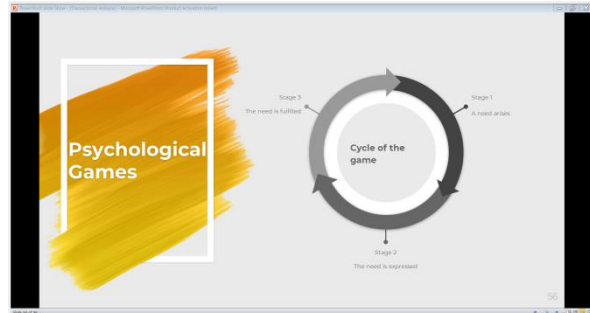 Psychological
Games
Cycle of the
game
Stage 1
A need arises
Stage 2
The need is expressed
Stage 3
The need is fulfilled
56